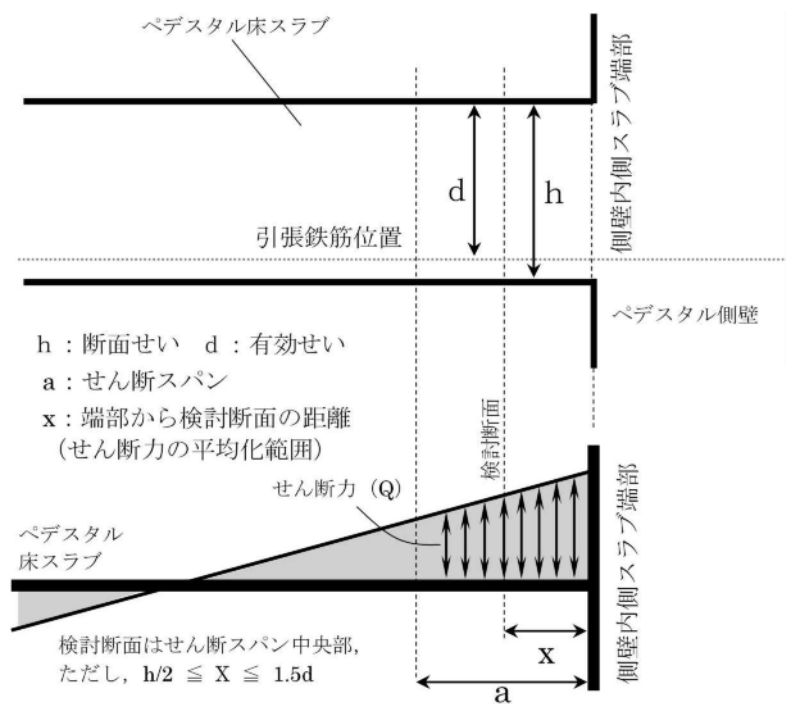 ペデスタル床スラブ
側壁内側スラブ端部
d
h
引張鉄筋位置
ペデスタル側壁
h：断面せい　d：有効せい
a：せん断スパン
x：端部から検討断面の距離
（せん断力の平均化範囲）
検討断面
せん断力（Q）
ペデスタル
床スラブ
側壁内側スラブ端部
検討断面はせん断スパン中央部，
ただし，h/2 ≦ X ≦ 1.5d
x
a